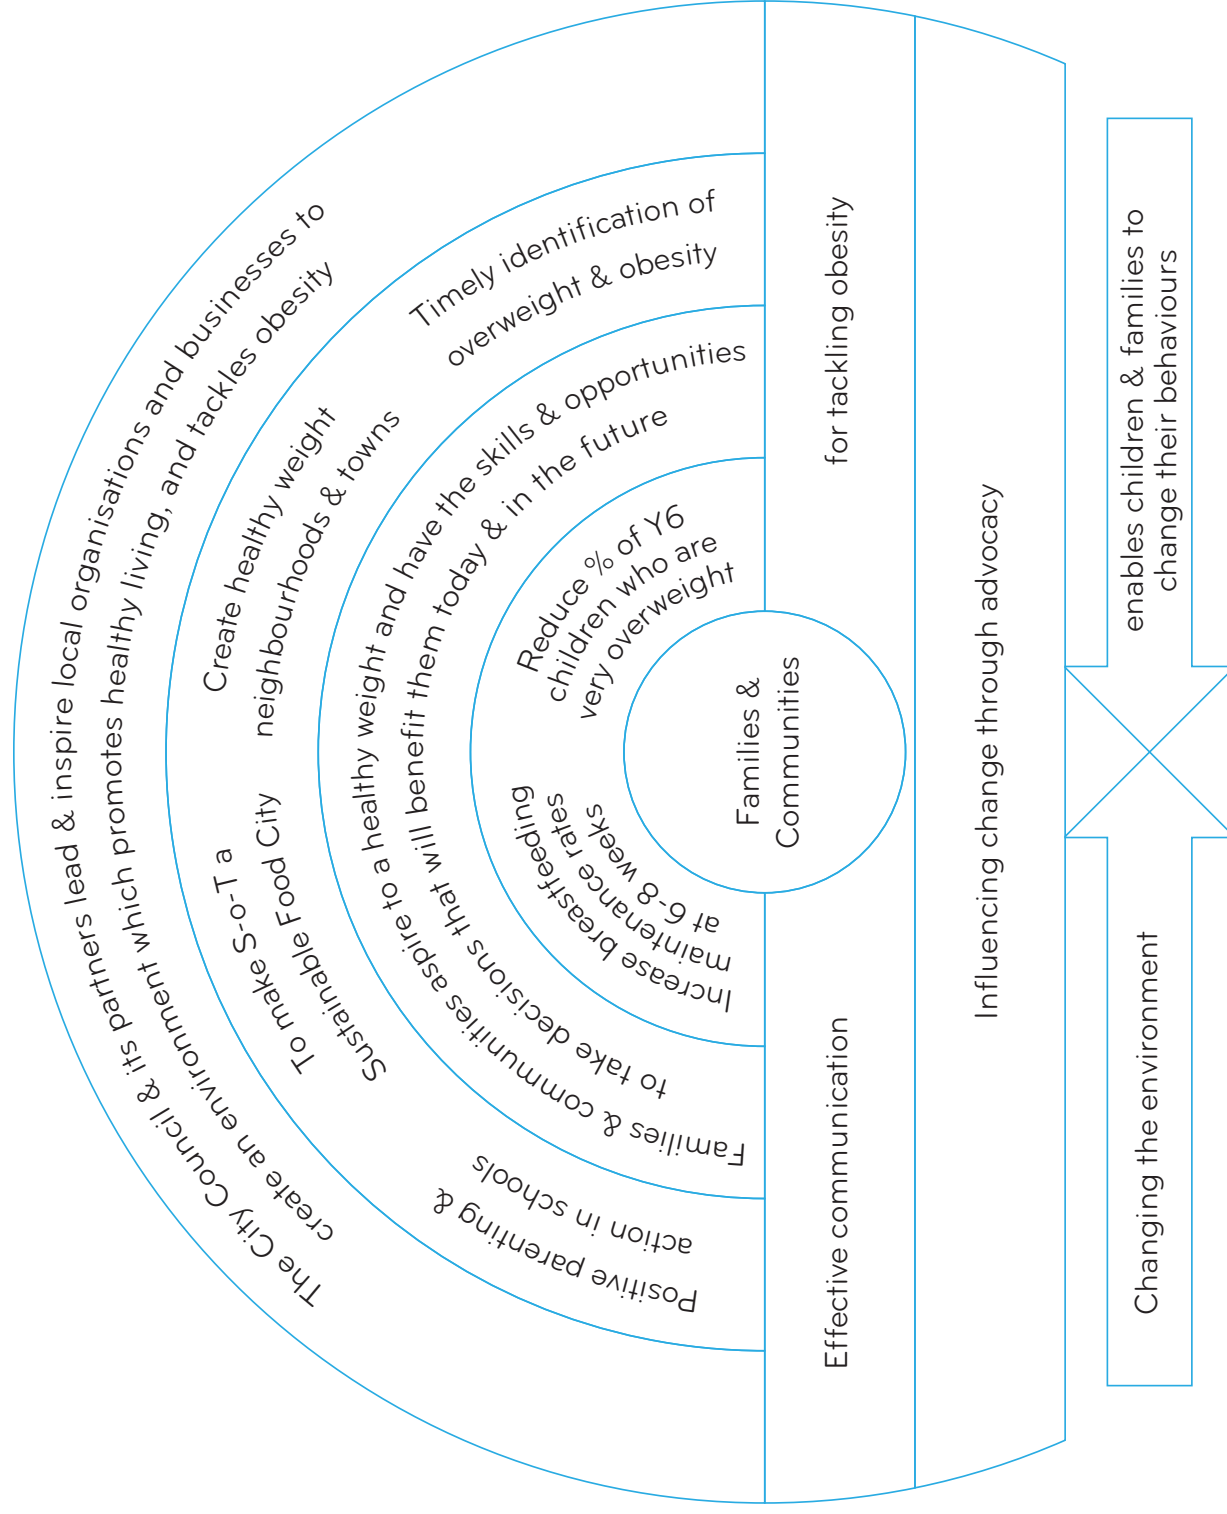 The City Council & its partners lead & inspire local organisations and businesses to
create an environment which promotes healthy living, and tackles obesity
Positive parenting &
action in schools
To make S-o-T a
Sustainable Food City
Create healthy weight
neighbourhoods & towns
Timely identification of
overweight & obesity
Families & communities aspire to a healthy weight and have the skills & opportunities
to take decisions that will benefit them today & in the future
Increase breastfeeding
maintenance rates
at 6-8 weeks
Reduce % of Y6
children who are
very overweight
Families &
Communities
Effective communication
for tackling obesity
Influencing change through advocacy
Changing the environment
enables children & families to
change their behaviours